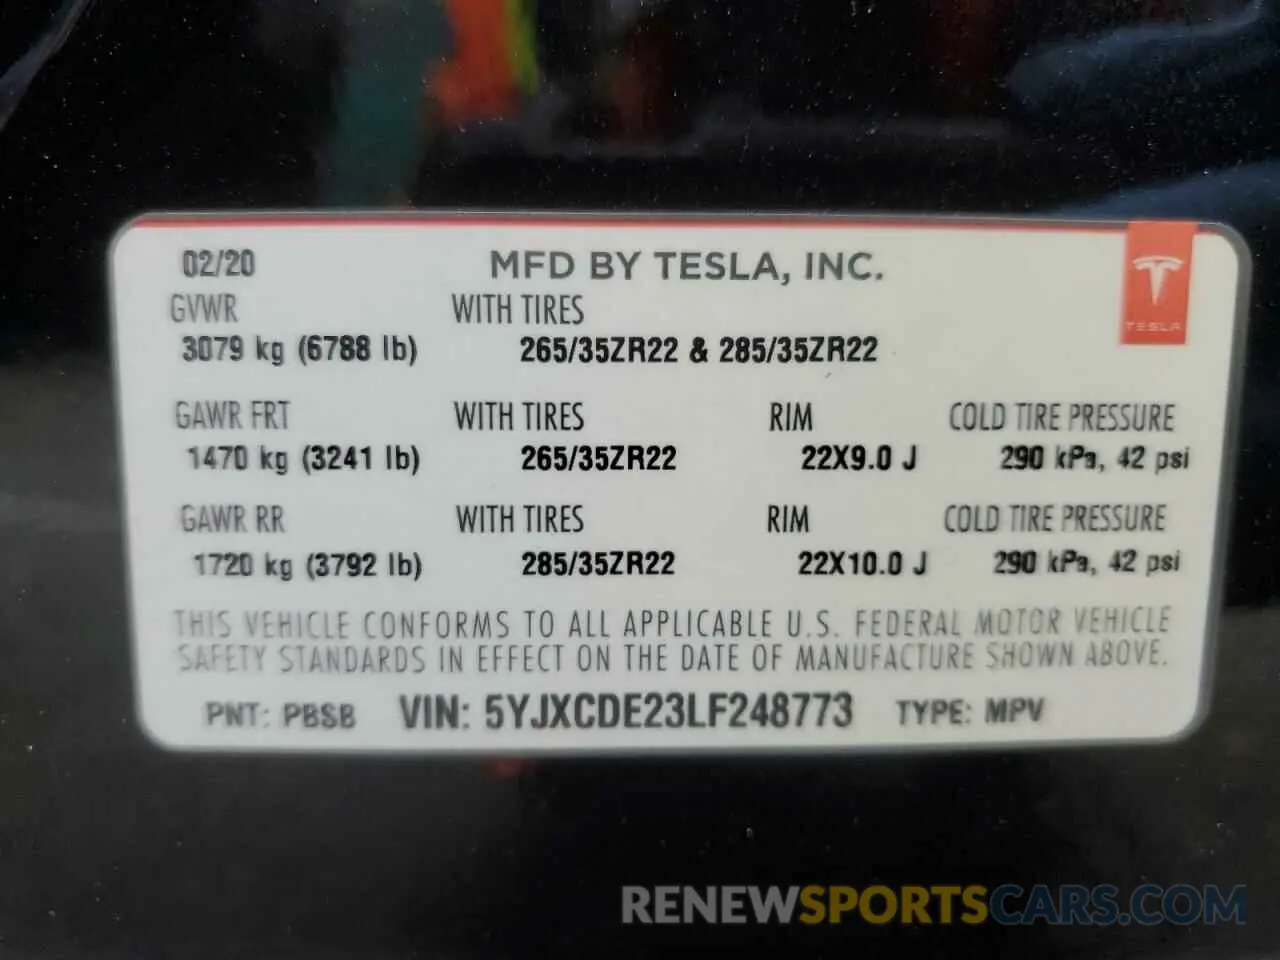 02/20 MFD BY TESLA, INC.
TESLA
GVWR WITH TIRES
3079 kg (6788 lb) 265/35ZR22 & 285/35ZR22
GAWR FRT WITH TIRES RIM COLD TIRE PRESSURE
1470 kg (3241 lb) 265/35ZR22 22X9.0 J 290 kPa, 42 psi
GAWR RR WITH TIRES RIM COLD TIRE PRESSURE
1720 kg (3792 lb) 285/35ZR22 22X10.0 J 290 kPa, 42 psi
THIS VEHICLE CONFORMS TO ALL APPLICABLE U.S. FEDERAL MOTOR VEHICLE
SAFETY STANDARDS IN EFFECT ON THE DATE OF MANUFACTURE SHOWN ABOVE.
PNT: PBSB VIN: 5YJXCDE23LF248773 TYPE: MPV
RENEWSPORTSCARS.COM